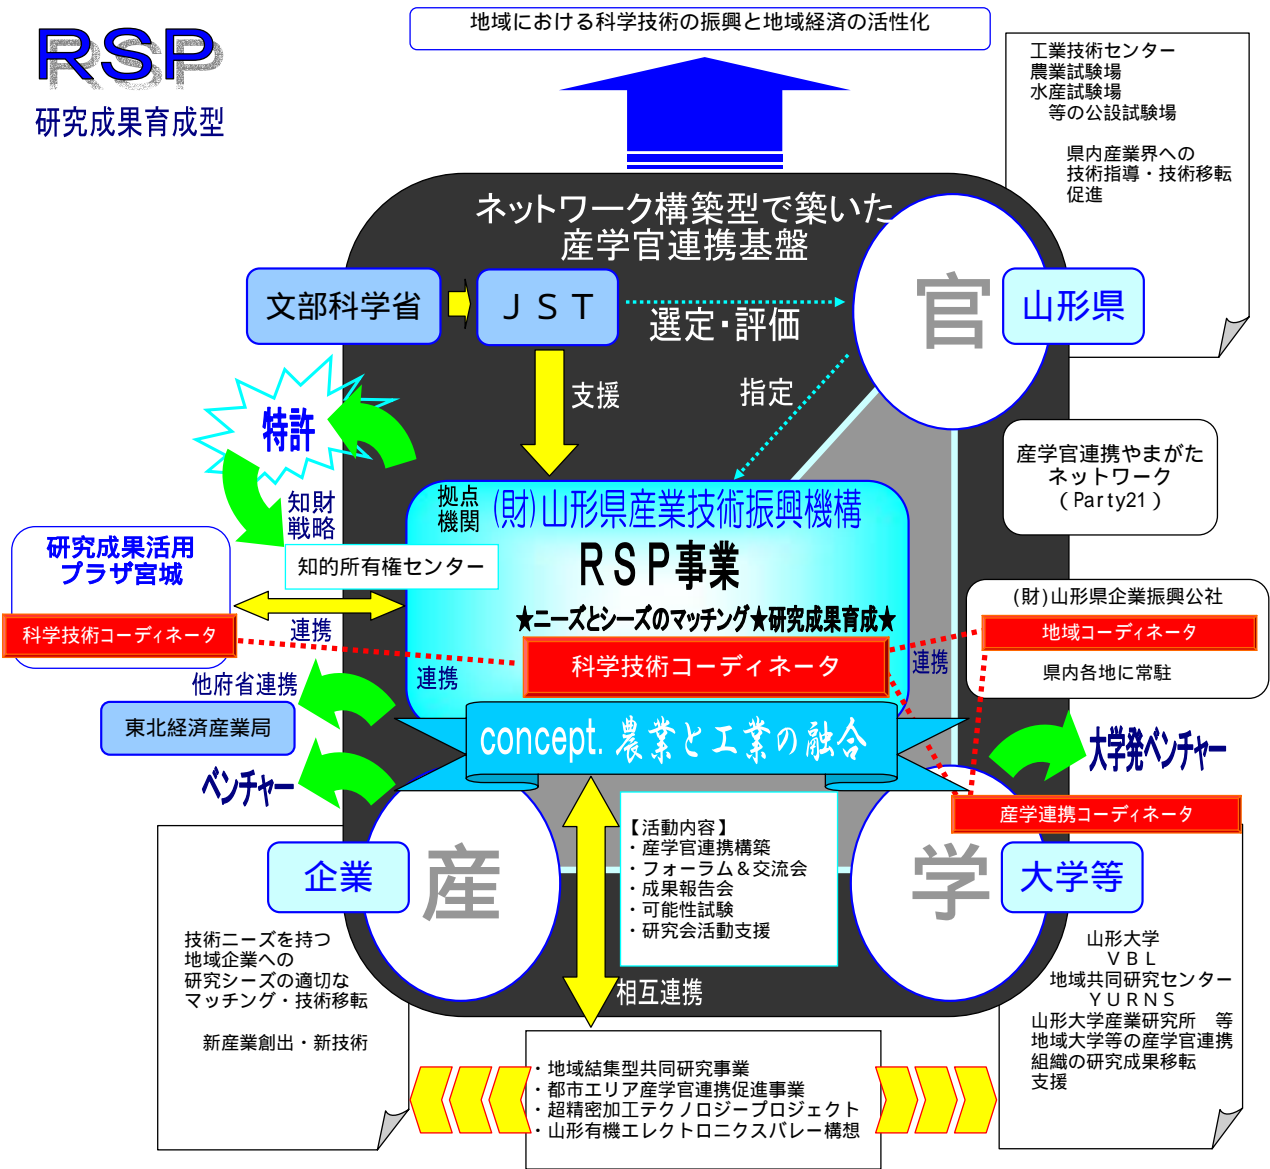 RSP
研究成果育成型
地域における科学技術の振興と地域経済の活性化
工業技術センター
農業試験場
水産試験場
等の公設試験場
県内産業界への
技術指導・技術移転
促進
ネットワーク構築型で築いた
産学官連携基盤
文部科学省
ＪＳＴ
選定・評価
官
山形県
支援
指定
特許
知財
戦略
知的所有権センター
産学官連携やまがた
ネットワーク
（Party21）
拠点
機関
(財)山形県産業技術振興機構
ＲＳＰ事業
★ニーズとシーズのマッチング★研究成果育成★
科学技術コーディネータ
研究成果活用
プラザ宮城
科学技術コーディネータ
連携
連携
連携
(財)山形県企業振興公社
地域コーディネータ
県内各地に常駐
他府省連携
東北経済産業局
ベンチャー
concept. 農業と工業の融合
大学発ベンチャー
産学連携コーディネータ
企業
産
【活動内容】
・産学官連携構築
・フォーラム＆交流会
・成果報告会
・可能性試験
・研究会活動支援
学
大学等
技術ニーズを持つ
地域企業への
研究シーズの適切な
マッチング・技術移転
新産業創出・新技術
相互連携
山形大学
ＶＢＬ
地域共同研究センター
ＹＵＲＮＳ
山形大学産業研究所　等
地域大学等の産学官連携
組織の研究成果移転
支援
・地域結集型共同研究事業
・都市エリア産学官連携促進事業
・超精密加工テクノロジープロジェクト
・山形有機エレクトロニクスバレー構想